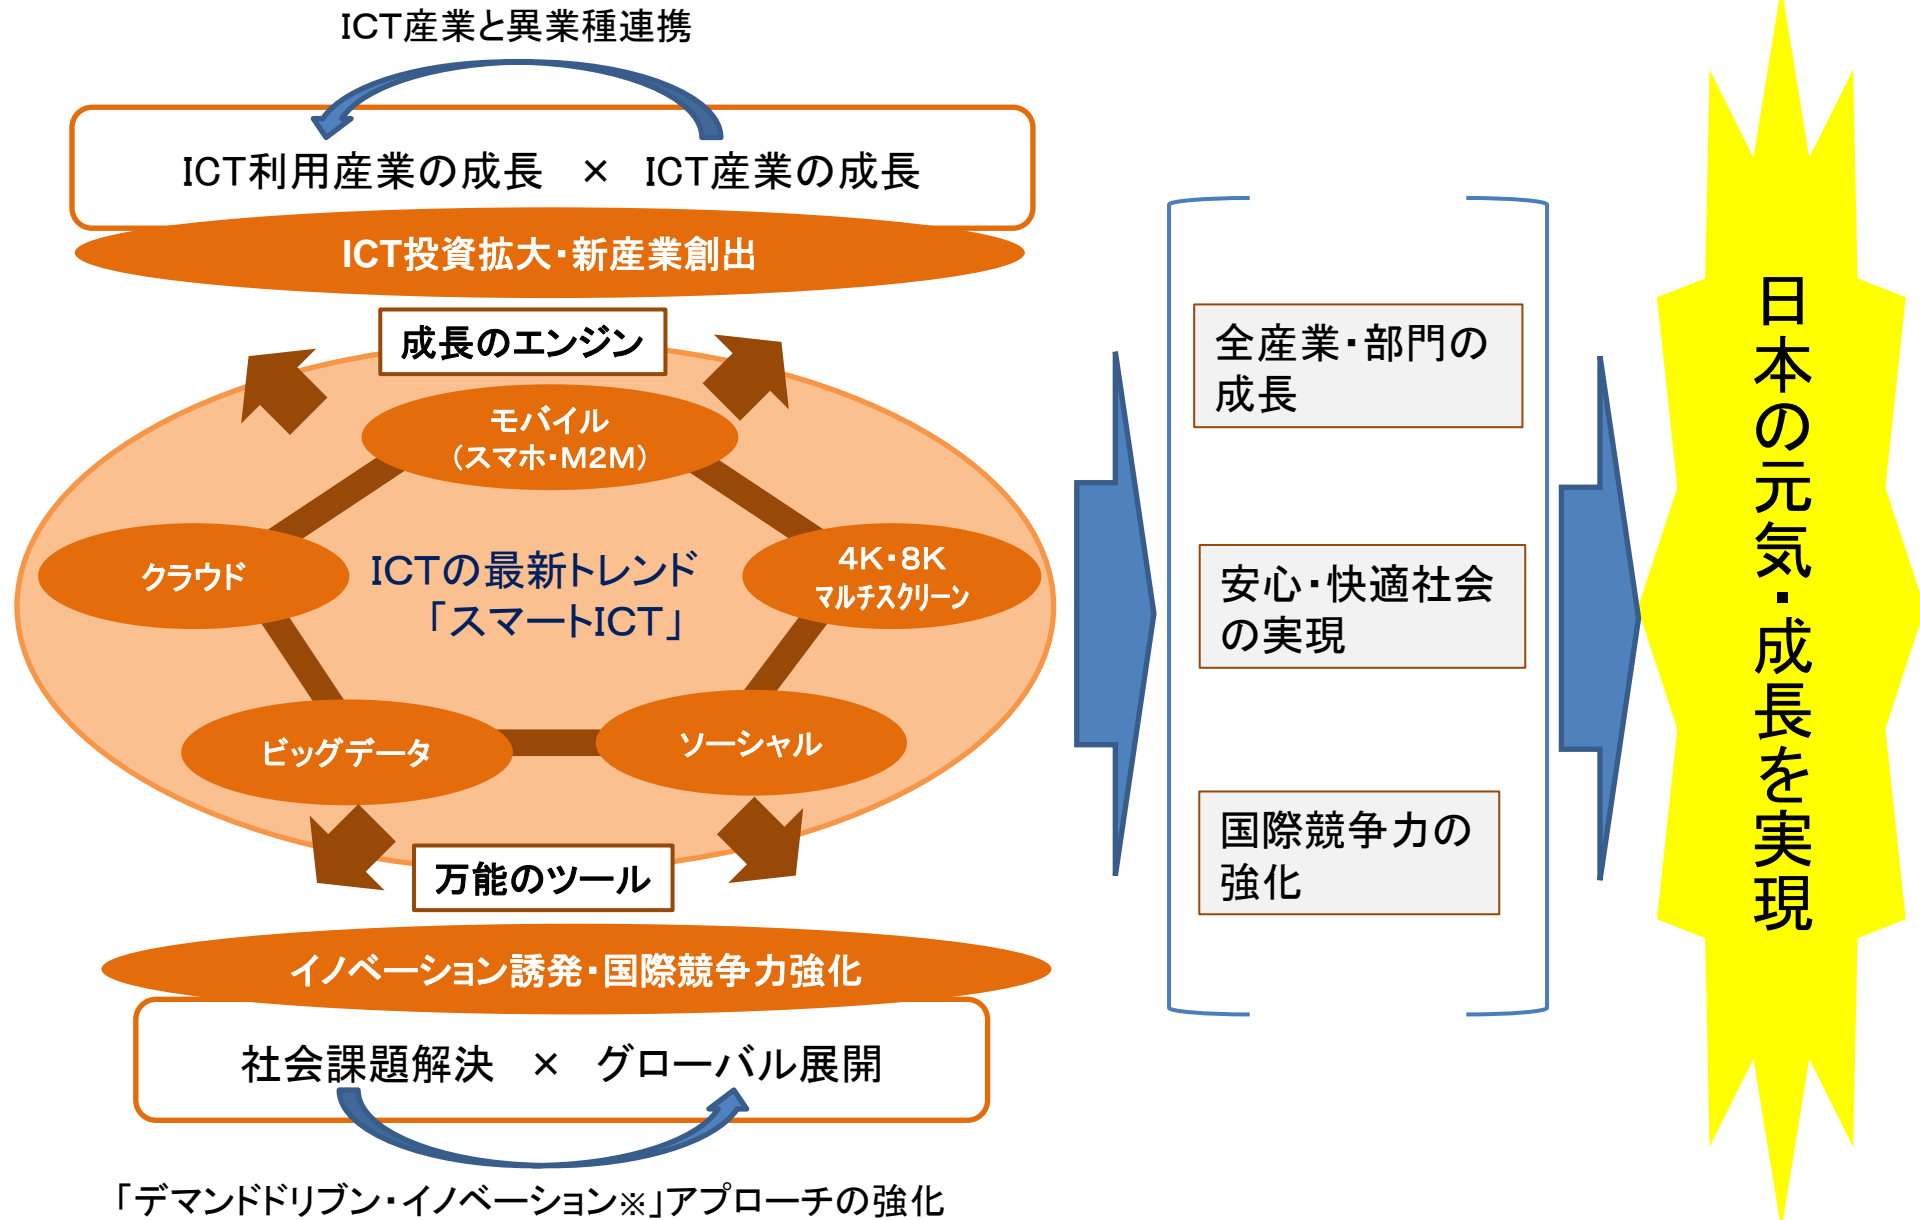 ICT産業と異業種連携
ICT利用産業の成長　×　ICT産業の成長
ICT投資拡大・新産業創出
成長のエンジン
モバイル
（スマホ・M2M）
クラウド
ICTの最新トレンド
「スマートICT」
4K・8K
マルチスクリーン
ビッグデータ
ソーシャル
万能のツール
イノベーション誘発・国際競争力強化
社会課題解決　×　グローバル展開
「デマンドドリブン・イノベーション※」アプローチの強化
全産業・部門の
成長
安心・快適社会
の実現
国際競争力の
強化
日本の元気・成長を実現